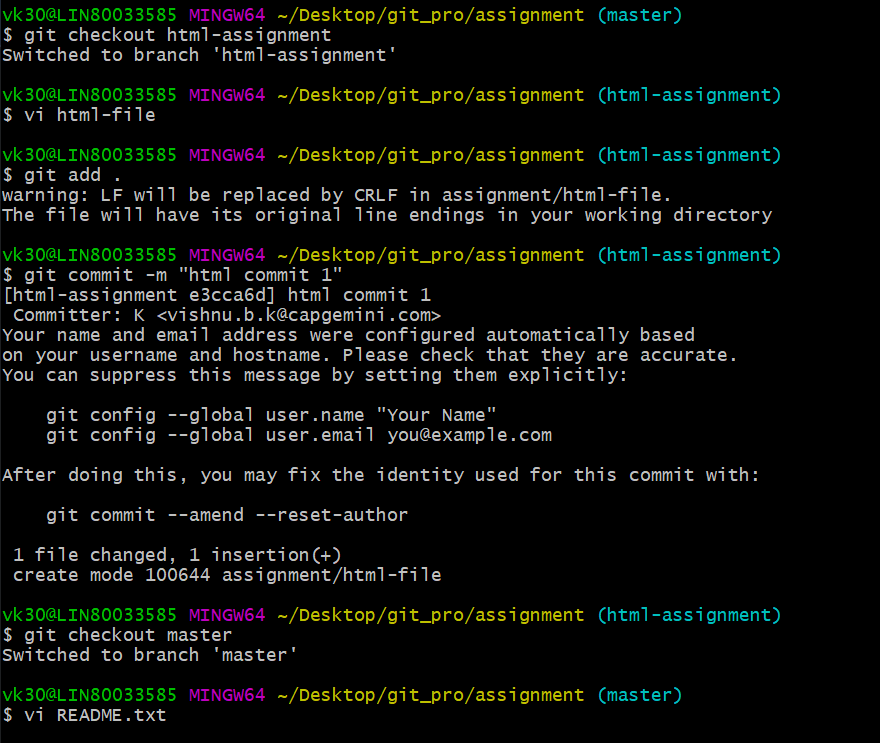 vk30@LIN80033585 MINGW64 ~/Desktop/git_pro/assignment (master)
$ git checkout html-assignment
Switched to branch 'html-assignment'

vk30@LIN80033585 MINGW64 ~/Desktop/git_pro/assignment (html-assignment)
$ vi html-file

vk30@LIN80033585 MINGW64 ~/Desktop/git_pro/assignment (html-assignment)
$ git add .
warning: LF will be replaced by CRLF in assignment/html-file.
The file will have its original line endings in your working directory

vk30@LIN80033585 MINGW64 ~/Desktop/git_pro/assignment (html-assignment)
$ git commit -m "html commit 1"
[html-assignment e3cca6d] html commit 1
 Committer: K <vishnu.b.k@capgemini.com>
Your name and email address were configured automatically based
on your username and hostname. Please check that they are accurate.
You can suppress this message by setting them explicitly:

    git config --global user.name "Your Name"
    git config --global user.email you@example.com

After doing this, you may fix the identity used for this commit with:

    git commit --amend --reset-author

 1 file changed, 1 insertion(+)
 create mode 100644 assignment/html-file

vk30@LIN80033585 MINGW64 ~/Desktop/git_pro/assignment (html-assignment)
$ git checkout master
Switched to branch 'master'

vk30@LIN80033585 MINGW64 ~/Desktop/git_pro/assignment (master)
$ vi README.txt